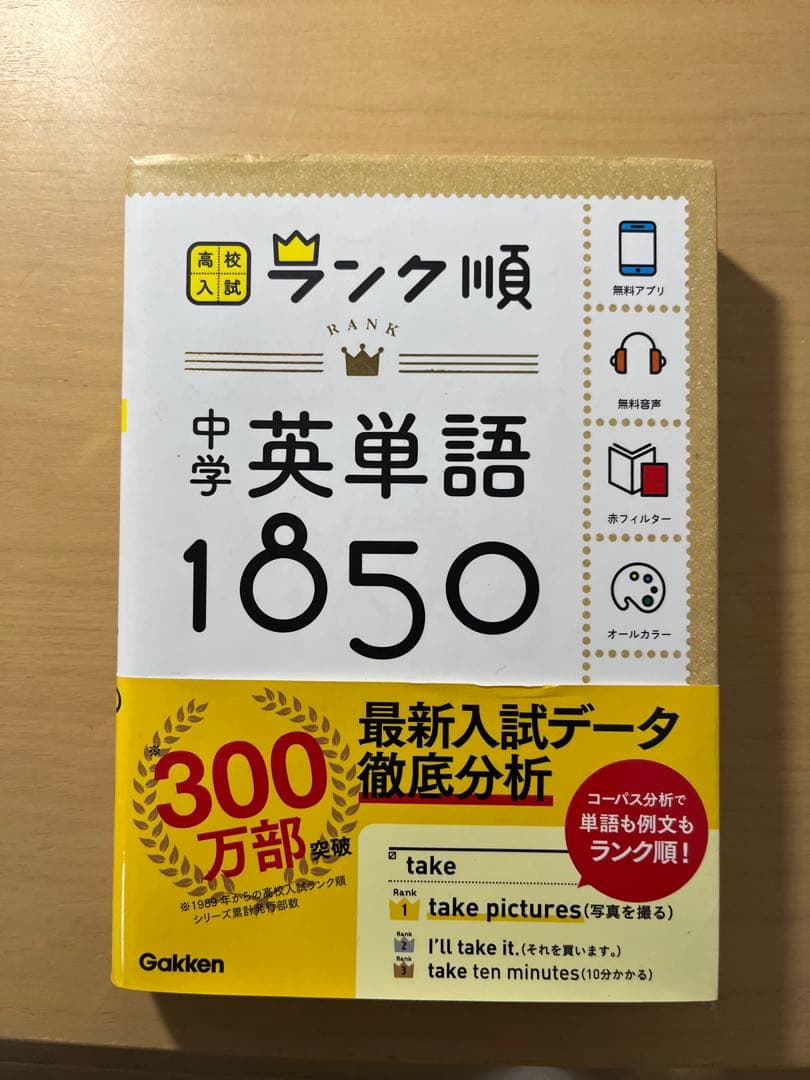 高校
入試
ランク順
RANK
中学
英単語
1850
無料アプリ
無料音声
赤フィルター
オールカラー
※300
万部突破
※1989年からの高校入試ランク順
シリーズ累計発行部数
Gakken
最新入試データ
徹底分析
コーパス分析で
単語も例文も
ランク順!
take
Rank
1 take pictures(写真を撮る)
Rank
2 I'll take it.(それを買います。)
Rank
3 take ten minutes(10分かかる)